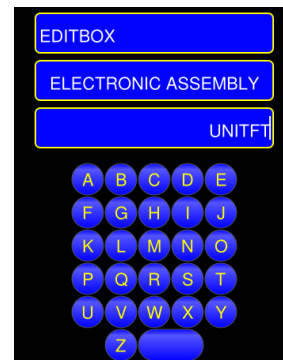 EDITBOX
ELECTRONIC ASSEMBLY
UNITFT
A B C D E
F G H I J
K L M N O
P Q R S T
U V W X Y
Z